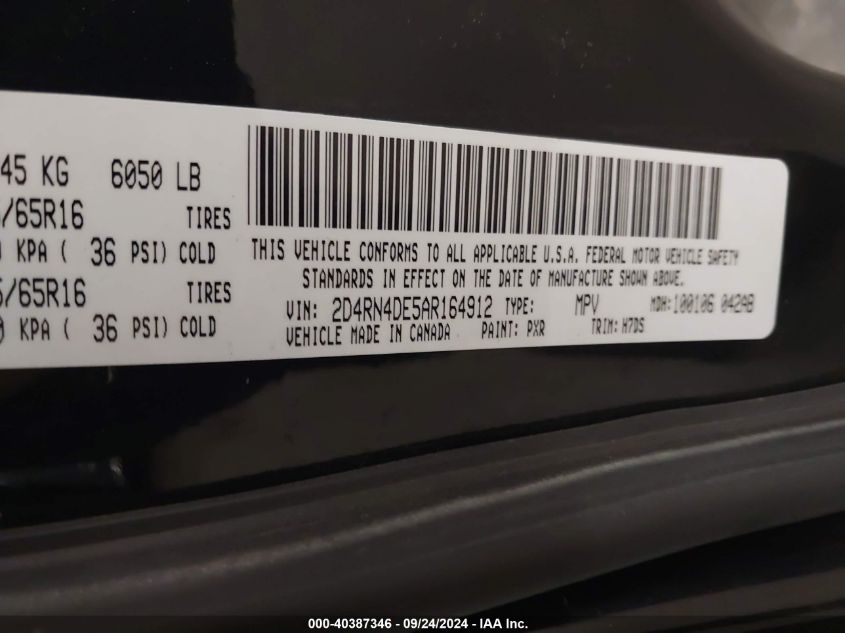 45 KG 6050 LB
/65R16 TIRES
KPA ( 36 PSI) COLD
/65R16 TIRES
KPA ( 36 PSI) COLD
THIS VEHICLE CONFORMS TO ALL APPLICABLE U.S.A. FEDERAL MOTOR VEHICLE SAFETY
STANDARDS IN EFFECT ON THE DATE OF MANUFACTURE SHOWN ABOVE.
VIN: 2D4RN4DE5AR164912 TYPE: MPV MDH:100106 042AB
VEHICLE MADE IN CANADA PAINT: PXR TRIM: H7DS
000-40387346 - 09/24/2024 - IAA Inc.